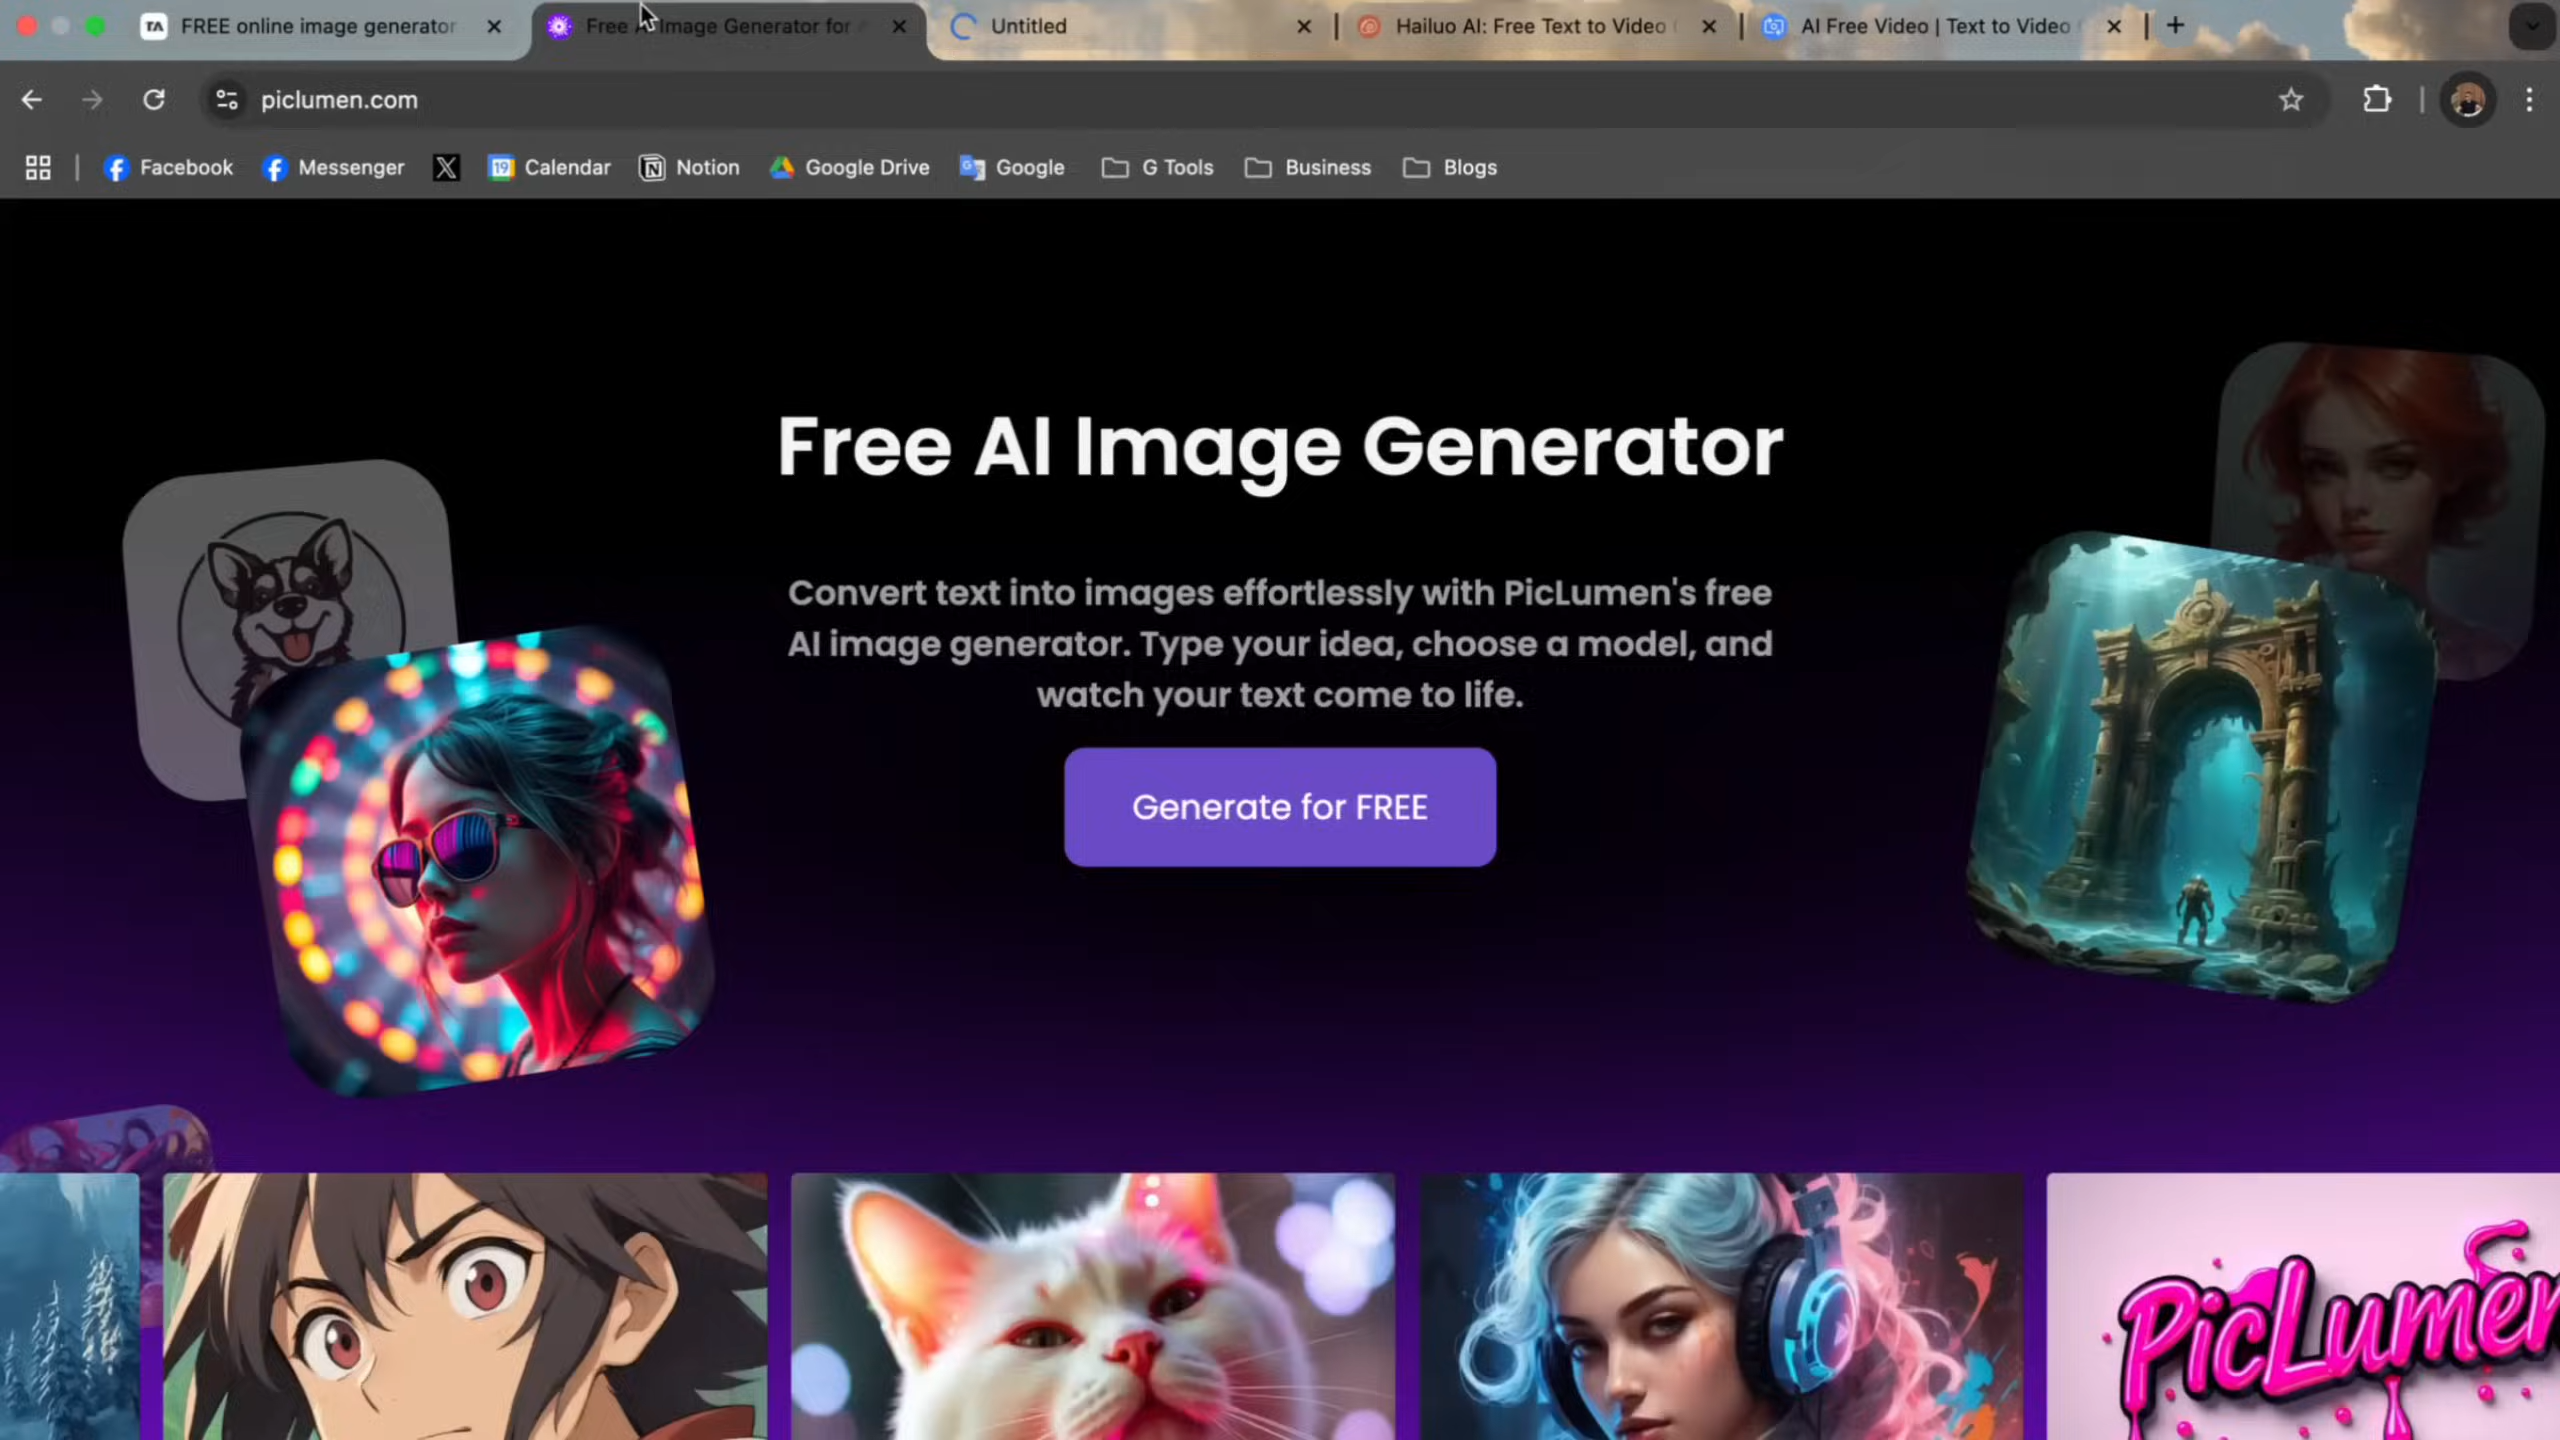 FREE online image generator
Free AI Image Generator for
Untitled
Hailuo AI: Free Text to Video
AI Free Video | Text to Video
piclumen.com
Facebook
Messenger
Calendar
Notion
Google Drive
Google
G Tools
Business
Blogs
Free AI Image Generator
Convert text into images effortlessly with PicLumen's free
AI image generator. Type your idea, choose a model, and
watch your text come to life.
Generate for FREE
PicLumen